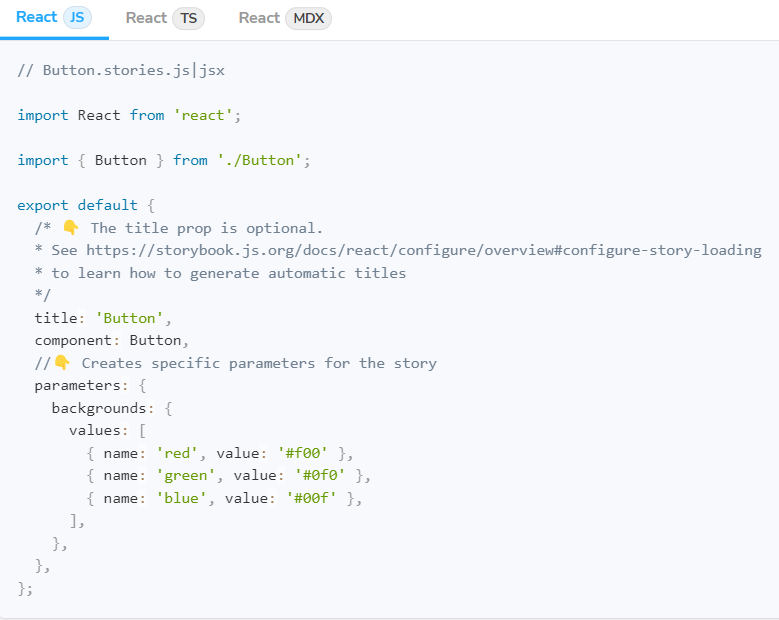 React JS React TS React MDX
// Button.stories.js|jsx
import React from 'react';
import { Button } from './Button';
export default {
/* 👇 The title prop is optional.
* See https://storybook.js.org/docs/react/configure/overview#configure-story-loading
* to learn how to generate automatic titles
*/
title: 'Button',
component: Button,
//👇 Creates specific parameters for the story
parameters: {
backgrounds: {
values: [
{ name: 'red', value: '#f00' },
{ name: 'green', value: '#0f0' },
{ name: 'blue', value: '#00f' },
],
},
},
};